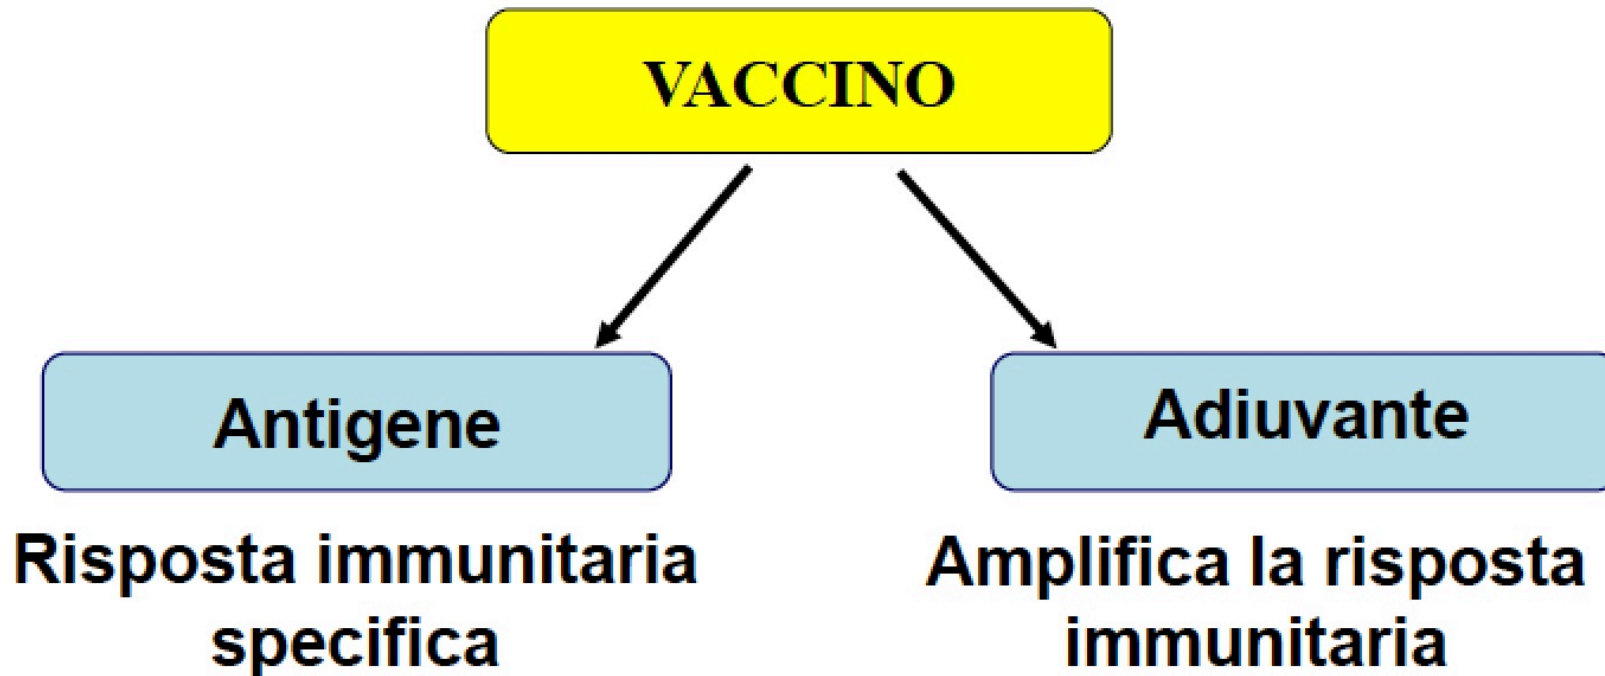 VACCINO
Antigene
Adiuvante
Risposta immunitaria
specifica
Amplifica la risposta
immunitaria